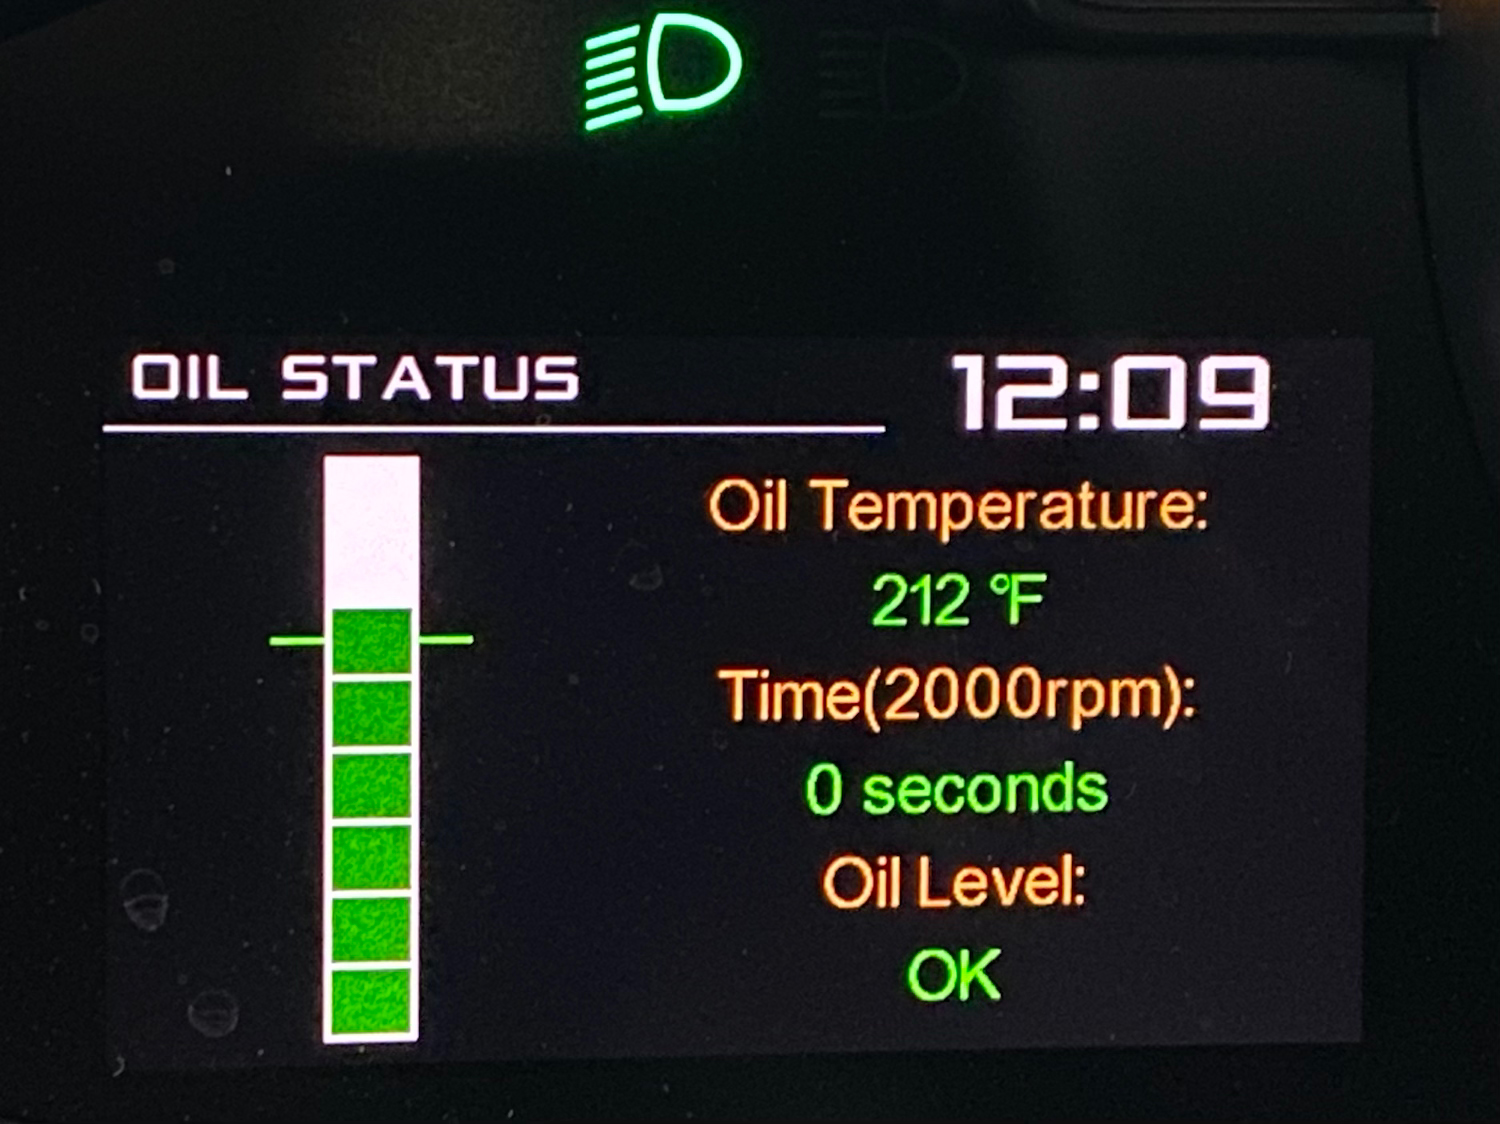 OIL STATUS
12:09
Oil Temperature:
212 °F
Time(2000rpm):
0 seconds
Oil Level:
OK